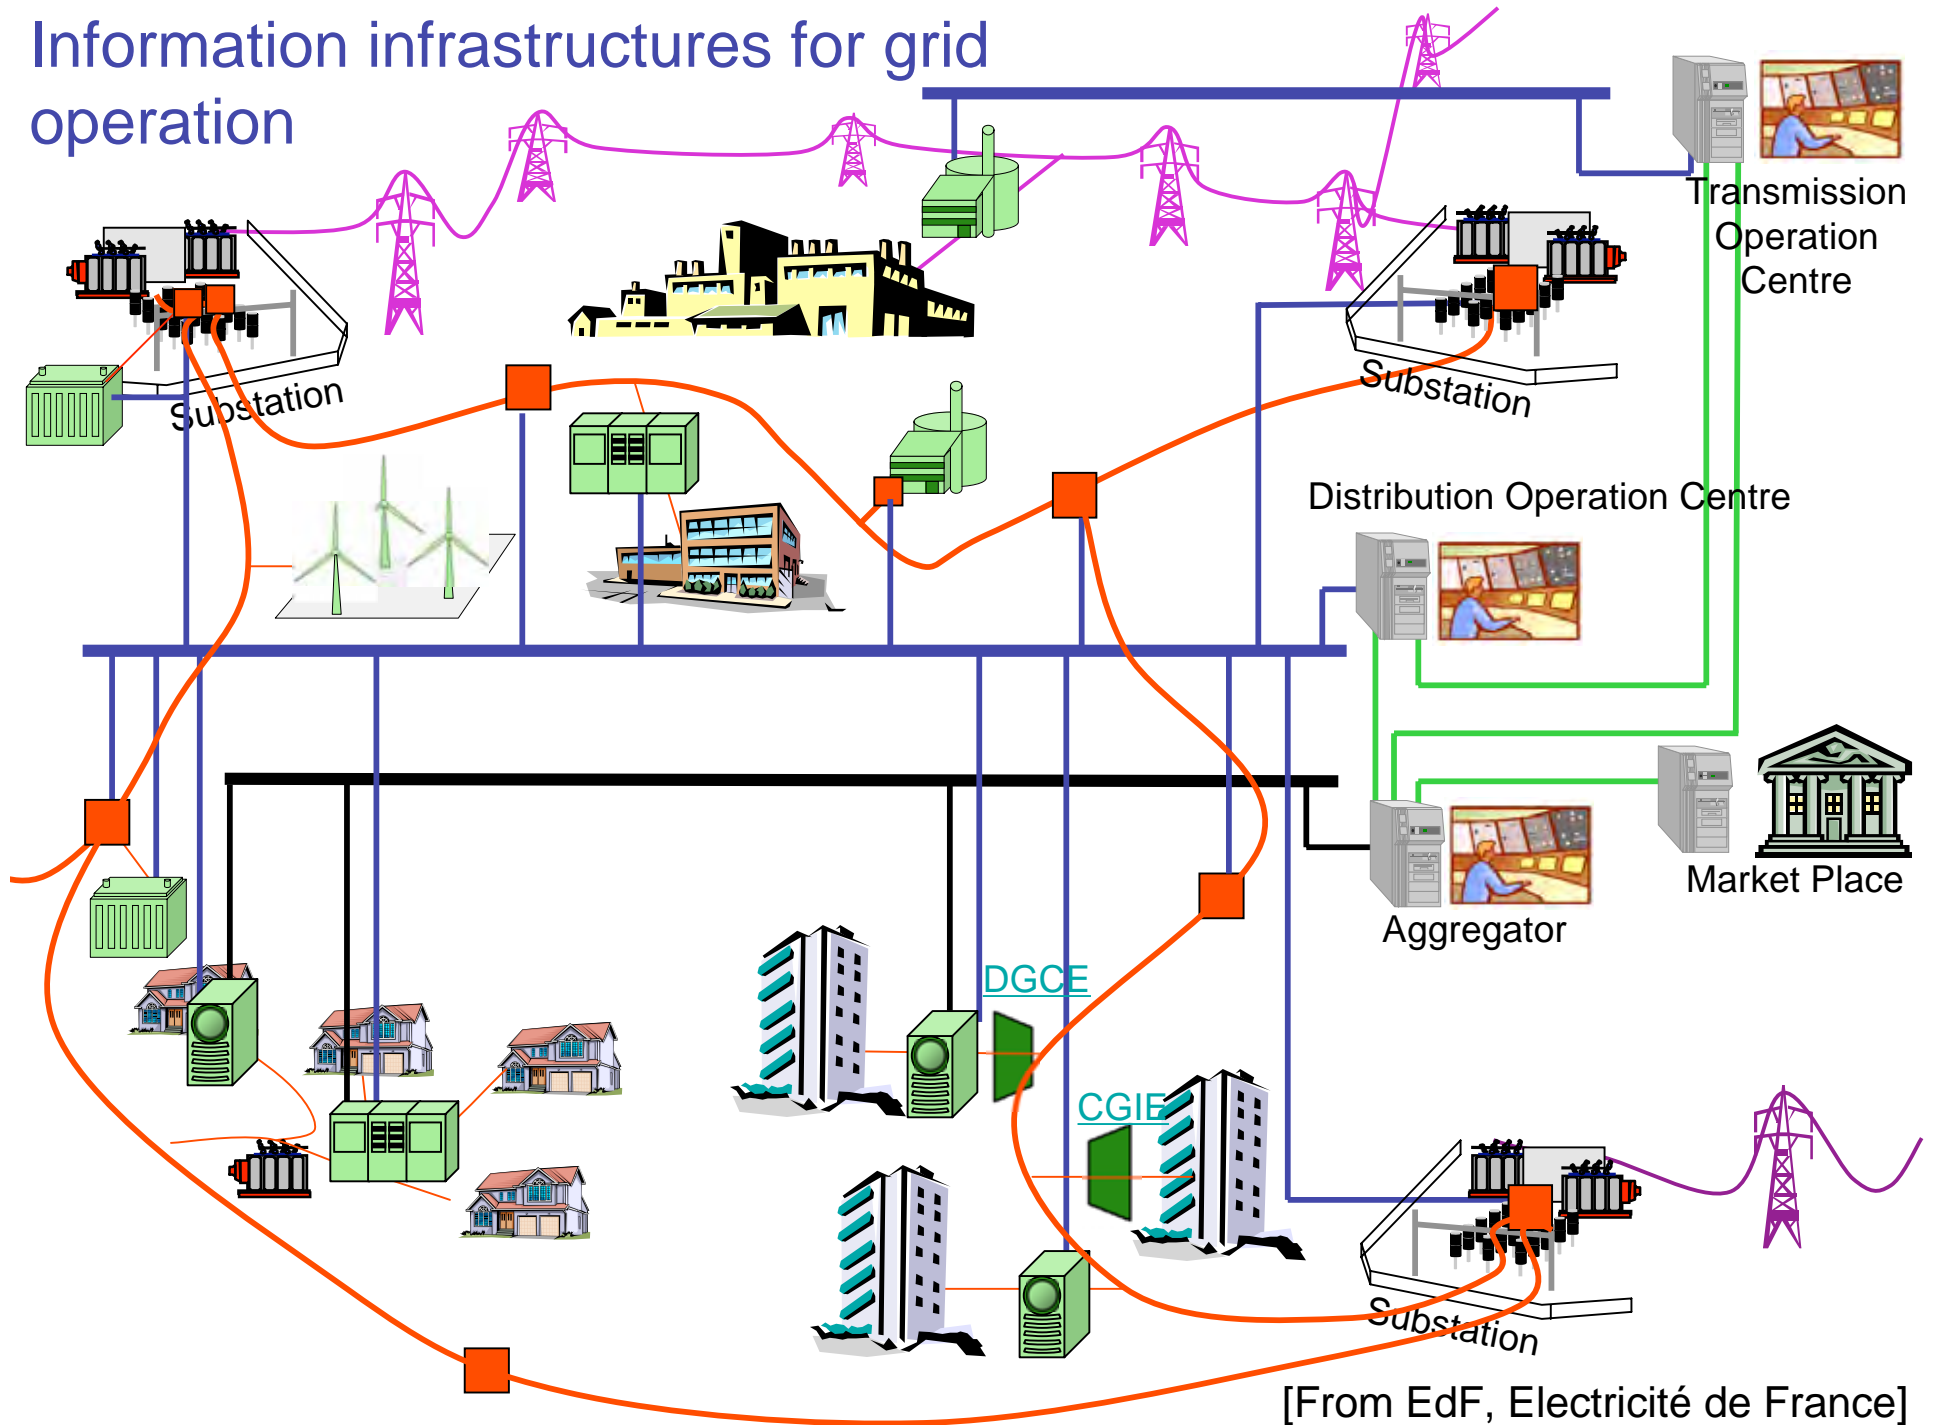 Information infrastructures for grid
operation
Transmission
Operation
Centre
Substation
Substation
Distribution Operation Centre
Market Place
Aggregator
DGCE
CGIE
Substation
[From EdF, Electricité de France]